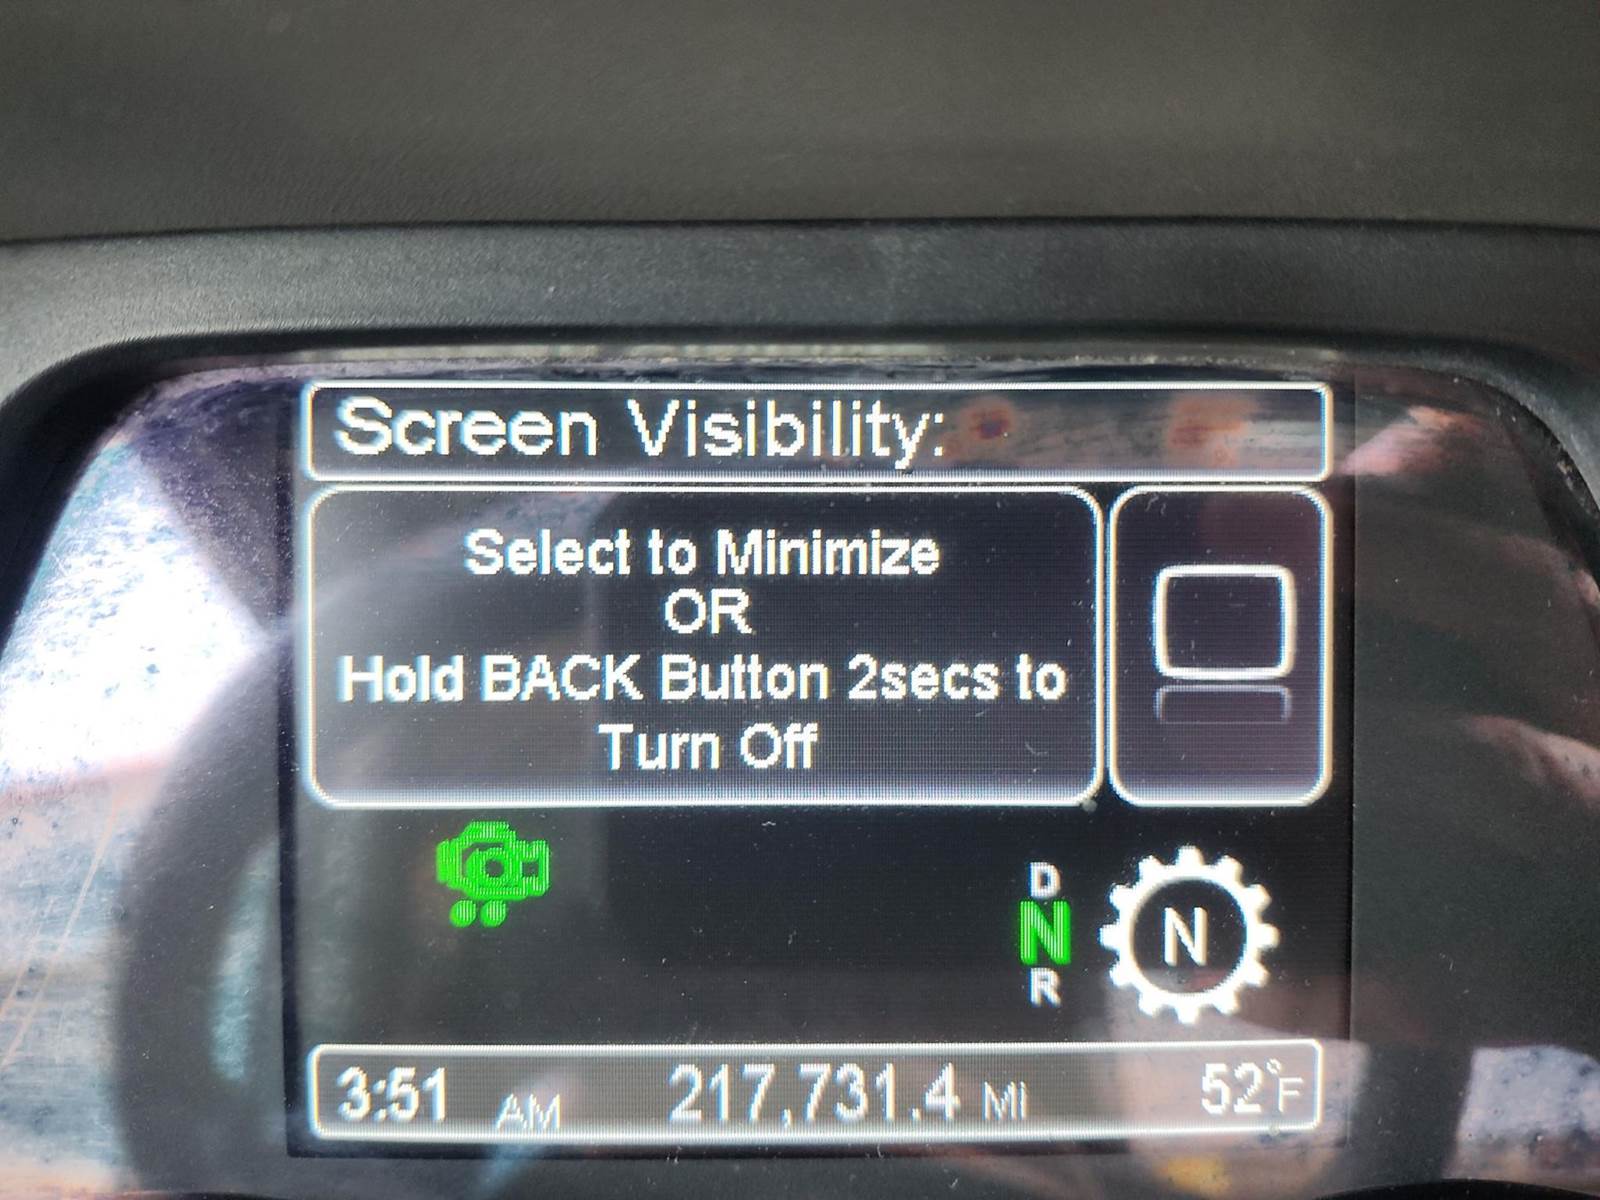 Screen Visibility:
Select to Minimize
OR
Hold BACK Button 2secs to
Turn Off
D
N
R
N
3:51 AM 217,731.4 Mi 52°F